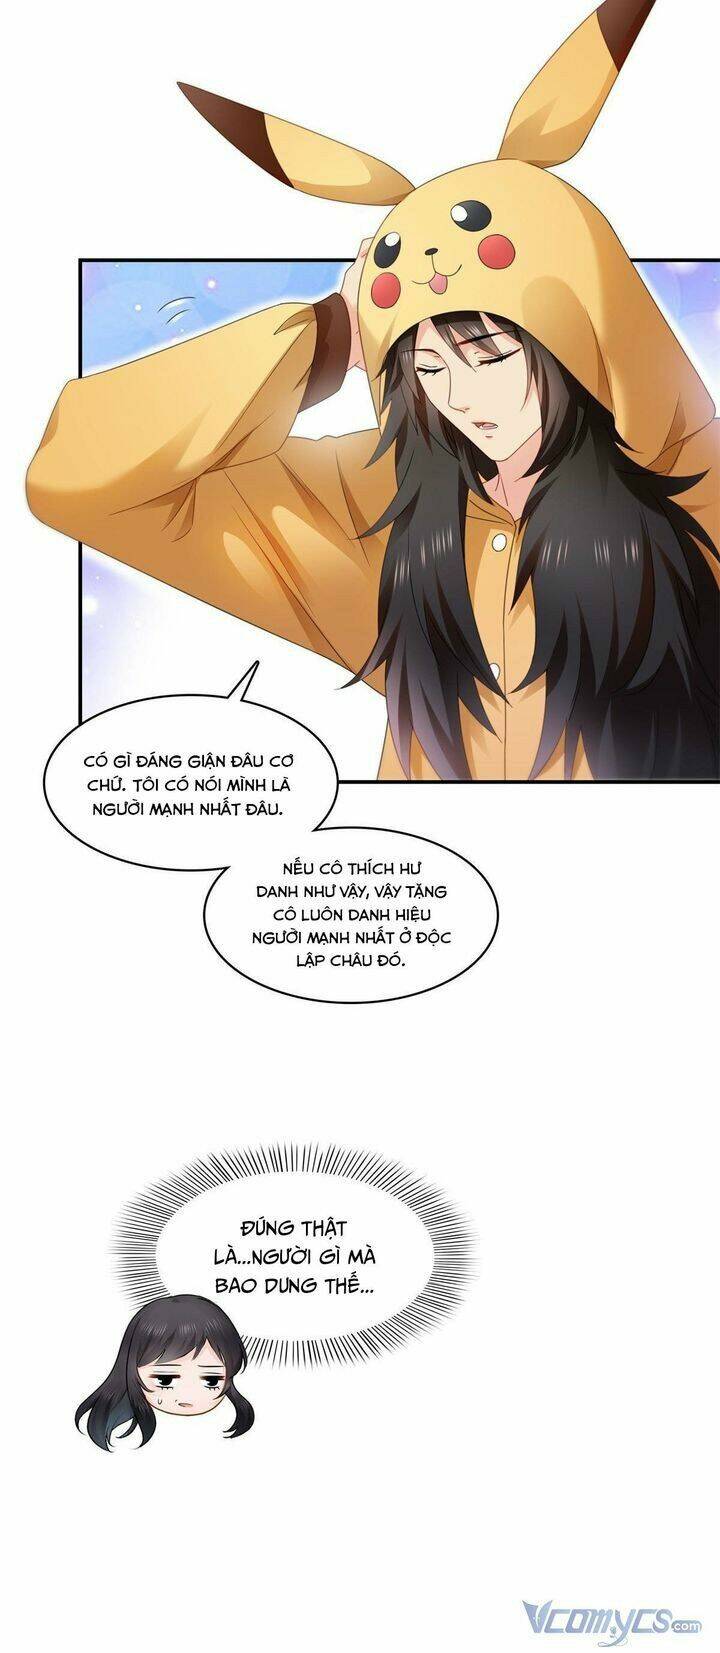 CÓ GÌ ĐÁNG GIẬN ĐÂU CƠ
CHỨ. TÔI CÓ NÓI MÌNH LÀ
NGƯỜI MẠNH NHẤT ĐÂU.
NẾU CÔ THÍCH HƯ
DANH NHƯ VẬY, VẬY TẶNG
CÔ LUÔN DANH HIỆU
NGƯỜI MẠNH NHẤT Ở ĐỘC
LẬP CHÂU ĐÓ.
ĐÚNG THẬT
LÀ...NGƯỜI GÌ MÀ
BAO DUNG THẾ...
VCOMYCS.com